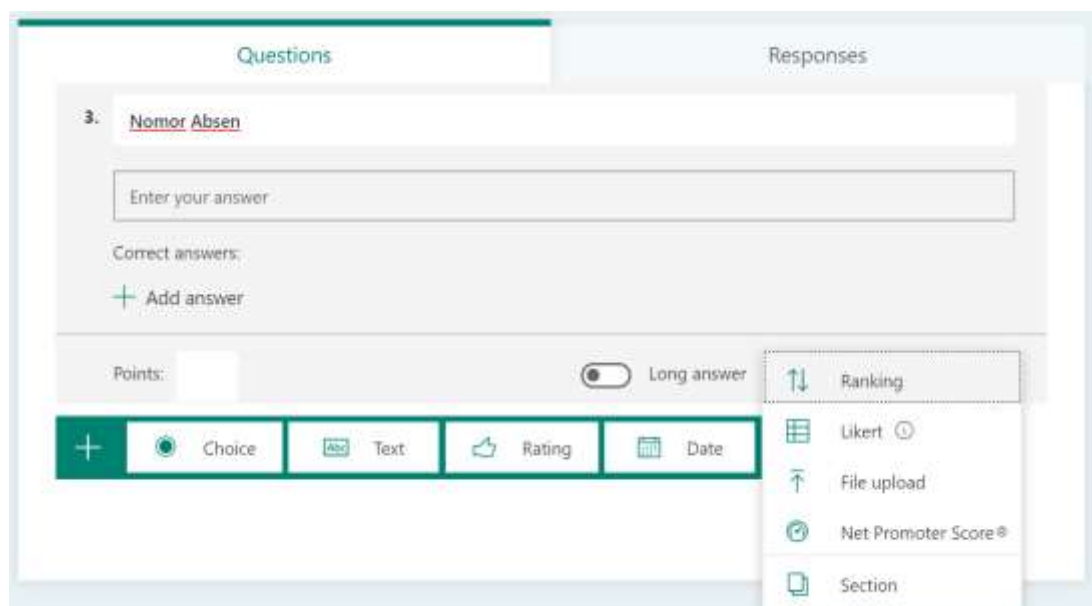 Questions
Responses
3. Nomor Absen
Enter your answer
Correct answers:
Add answer
Points:
Long answer
Ranking
Likert
File upload
Net Promoter Score®
Section
Choice
Abc Text
Rating
Date